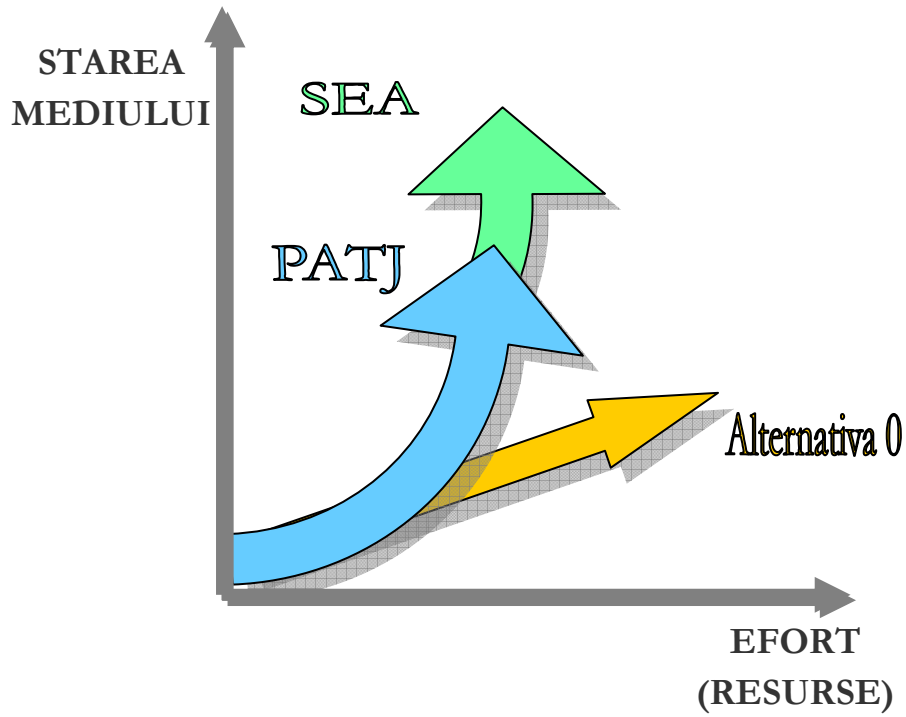 STAREA
MEDIULUI
SEA
PATJ
Alternativa 0
EFORT
(RESURSE)